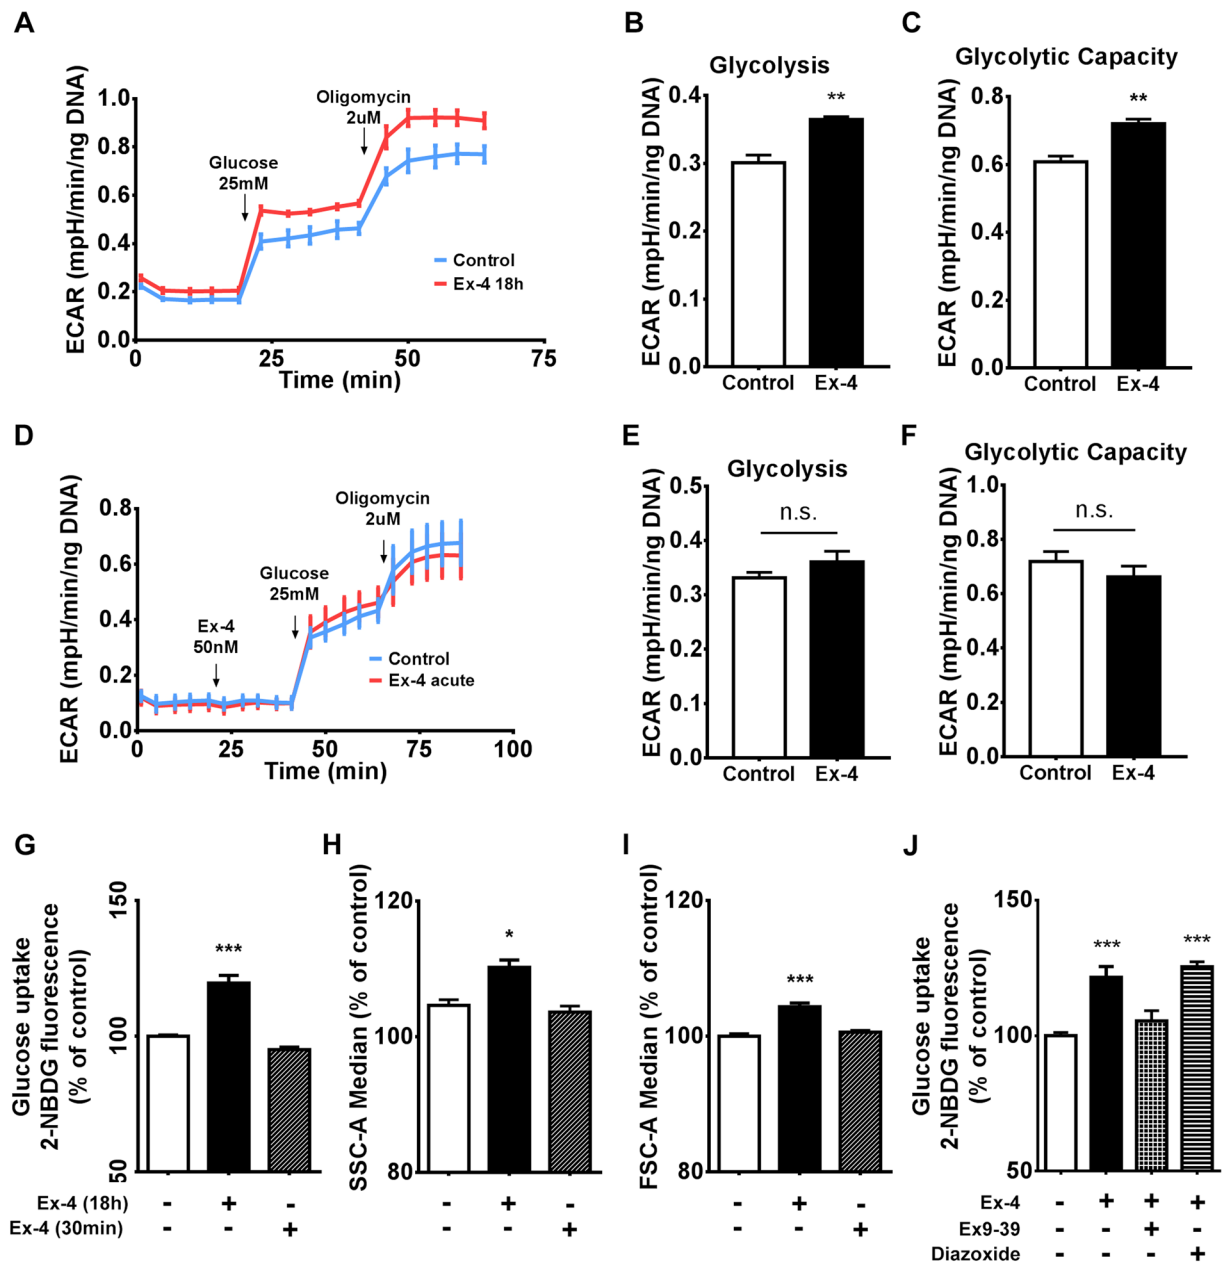 A
ECAR (mpH/min/ng DNA)
1.0
0.8
0.6
0.4
0.2
0.0
Glucose
25mM
Oligomycin
2uM
Control
Ex-4 18h
0
25
50
75
Time (min)
B
Glycolysis
ECAR (mpH/min/ng DNA)
0.4
0.3
0.2
0.1
0.0
**
Control
Ex-4
C
Glycolytic Capacity
ECAR (mpH/min/ng DNA)
0.8
0.6
0.4
0.2
0.0
**
Control
Ex-4
D
ECAR (mpH/min/ng DNA)
0.8
0.6
0.4
0.2
0.0
Ex-4
50nM
Glucose
25mM
Oligomycin
2uM
Control
Ex-4 acute
0
25
50
75
100
Time (min)
E
Glycolysis
ECAR (mpH/min/ng DNA)
0.5
0.4
0.3
0.2
0.1
0.0
n.s.
Control
Ex-4
F
Glycolytic Capacity
ECAR (mpH/min/ng DNA)
1.0
0.8
0.6
0.4
0.2
0.0
n.s.
Control
Ex-4
G
Glucose uptake
2-NBDG fluorescence
(% of control)
150
100
50
***
Ex-4 (18h) - + -
Ex-4 (30min) - - +
H
SSC-A Median (% of control)
120
100
80
*
- + -
- - +
I
FSC-A Median (% of control)
120
100
80
***
- + -
- - +
J
Glucose uptake
2-NBDG fluorescence
(% of control)
150
100
50
***
***
Ex-4 - + + +
Ex9-39 - - + -
Diazoxide - - - +